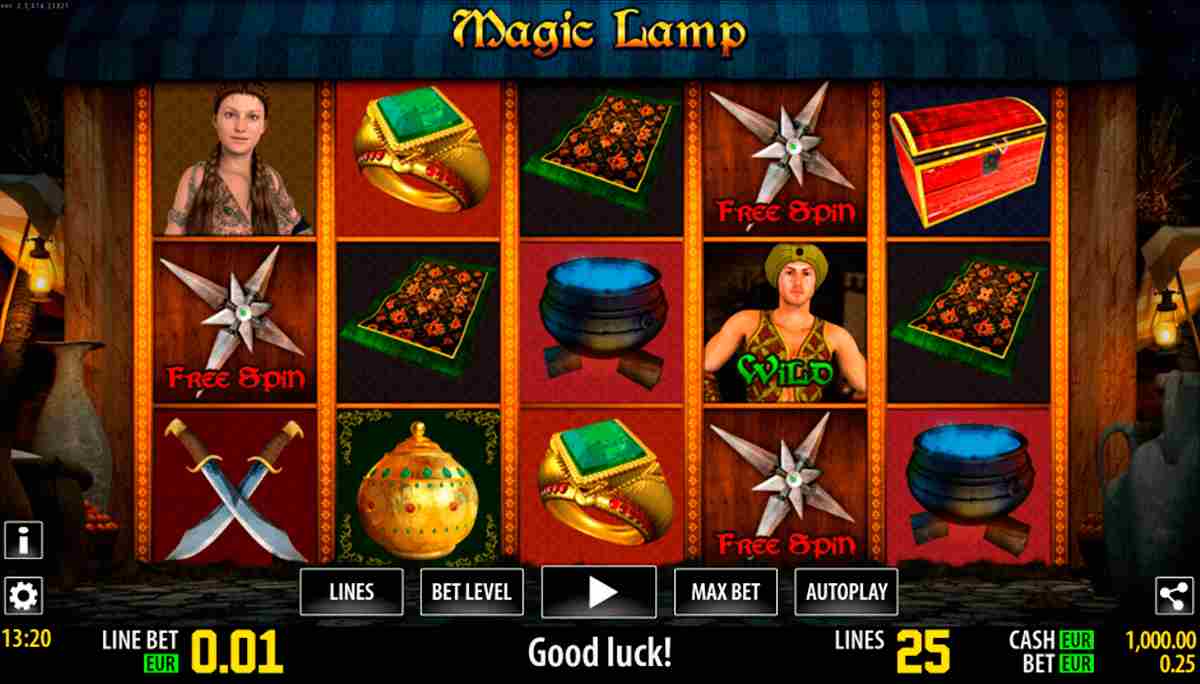 Magic Lamp
Free Spin
Free Spin
WiLD
Free Spin
LINES
BET LEVEL
MAX BET
AUTOPLAY
13:20
LINE BET
EUR
0.01
Good luck!
LINES
25
CASH EUR 1,000.00
BET EUR 0.25